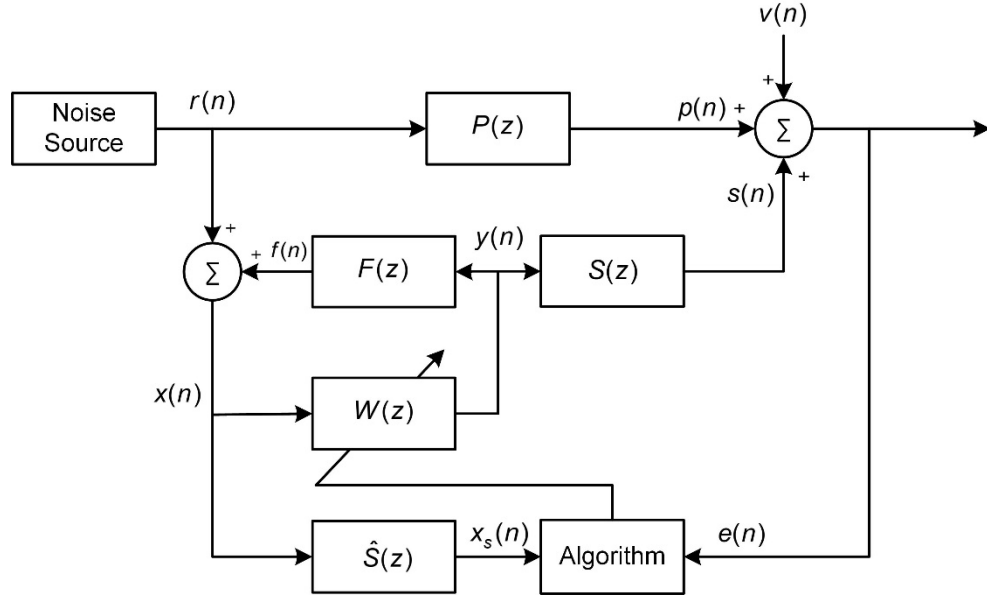 v(n)
+
Noise
Source
r(n)
P(z)
p(n) +
Σ
s(n)
+
+
Σ
+ f(n)
F(z)
y(n)
S(z)
x(n)
W(z)
Ŝ(z)
xₛ(n)
Algorithm
e(n)